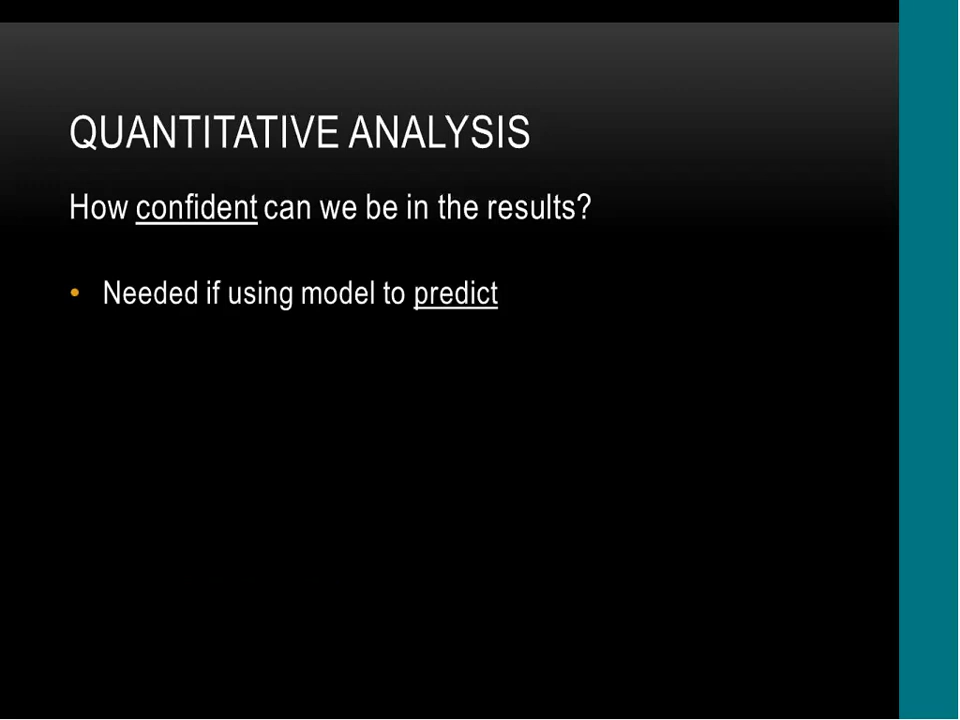 QUANTITATIVE ANALYSIS
How confident can we be in the results?
• Needed if using model to predict